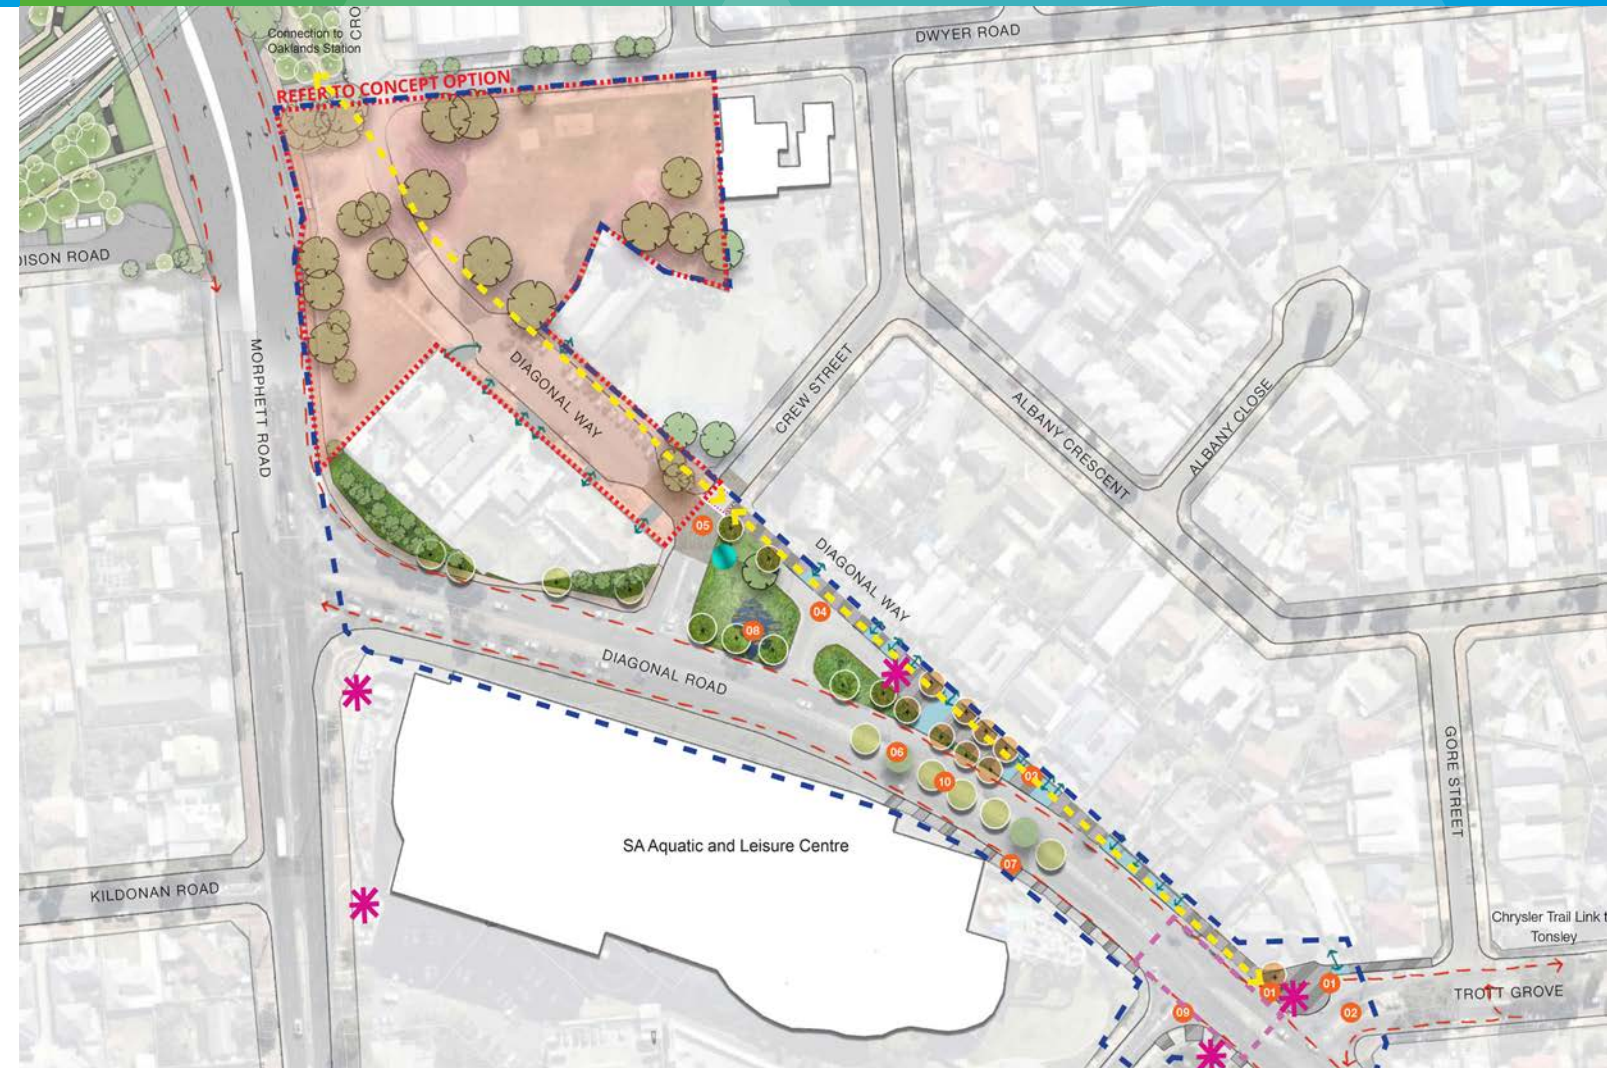 Connection to
Oaklands Station
CRO
DWYER ROAD
REFER TO CONCEPT OPTION
DISON ROAD
MORPHETT ROAD
DIAGONAL WAY
CREW STREET
ALBANY CRESCENT
ALBANY CLOSE
05
DIAGONAL WAY
04
08
DIAGONAL ROAD
06
10
03
GORE STREET
SA Aquatic and Leisure Centre
07
KILDONAN ROAD
Chrysler Trail Link t
Tonsley
01
01
TROTT GROVE
09
02